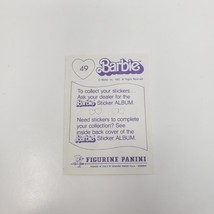 49
Barbie
To collect your stickers...
Ask your dealer for the
Barbie Sticker ALBUM.
Need stickers to complete
your collection? See
inside back cover of the
Barbie Sticker ALBUM.
FIGURINE PANINI